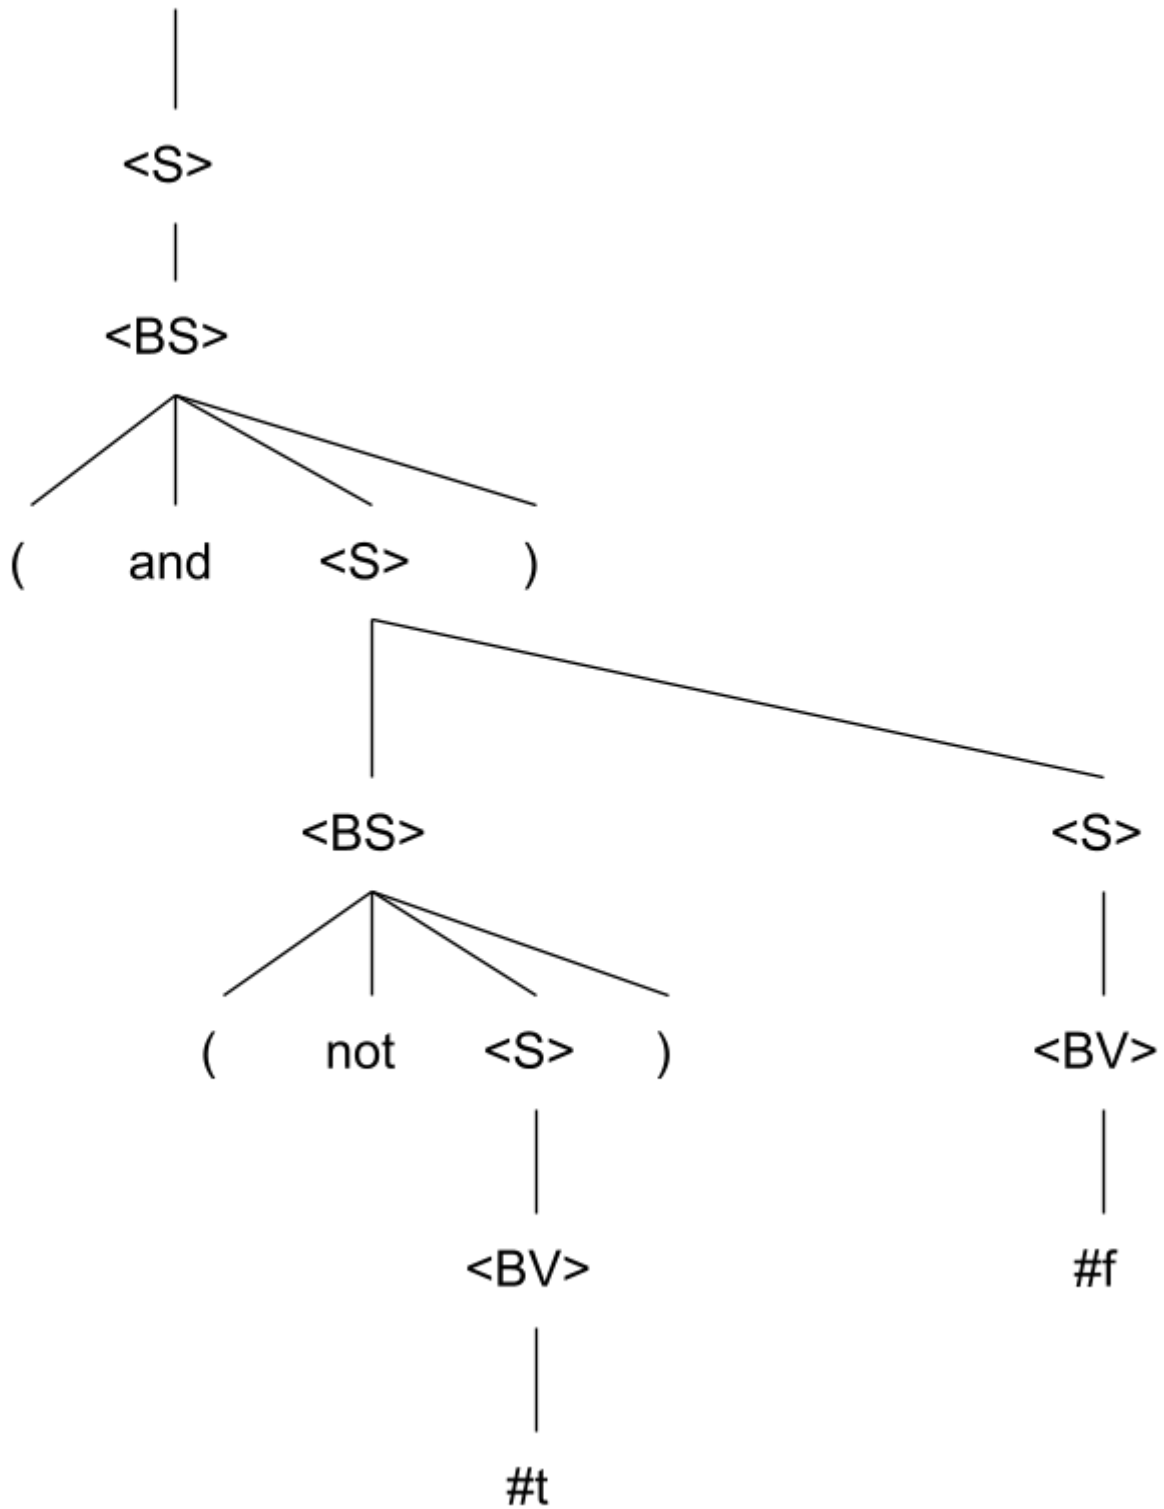 <S>
<BS>
( and <S> )
<BS> <S>
( not <S> ) <BV>
<BV> #f
#t